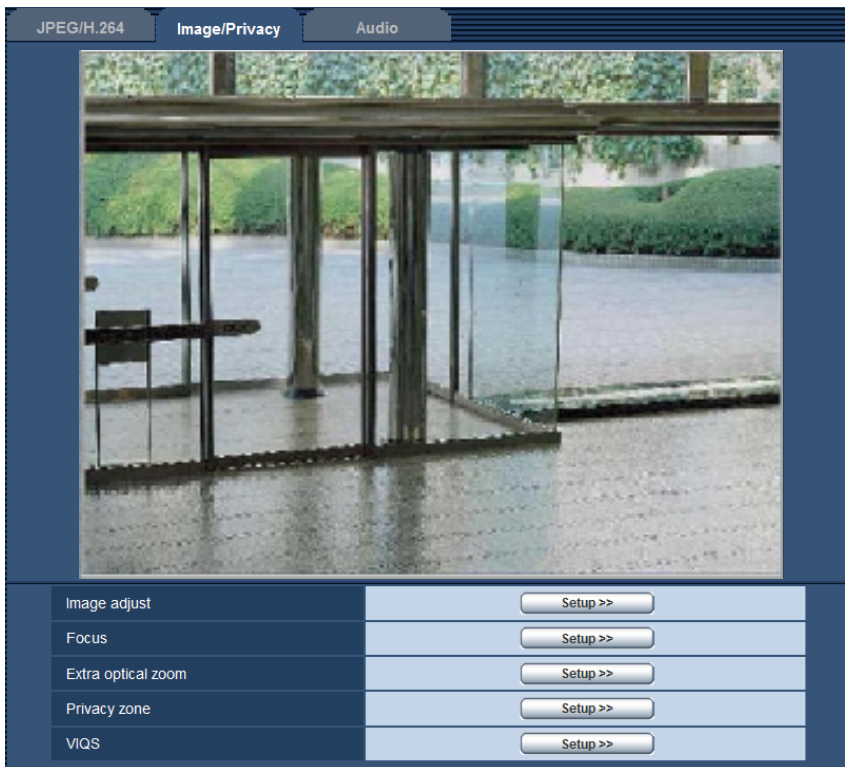 JPEG/H.264 Image/Privacy Audio
Image adjust Setup >>
Focus Setup >>
Extra optical zoom Setup >>
Privacy zone Setup >>
VIQS Setup >>